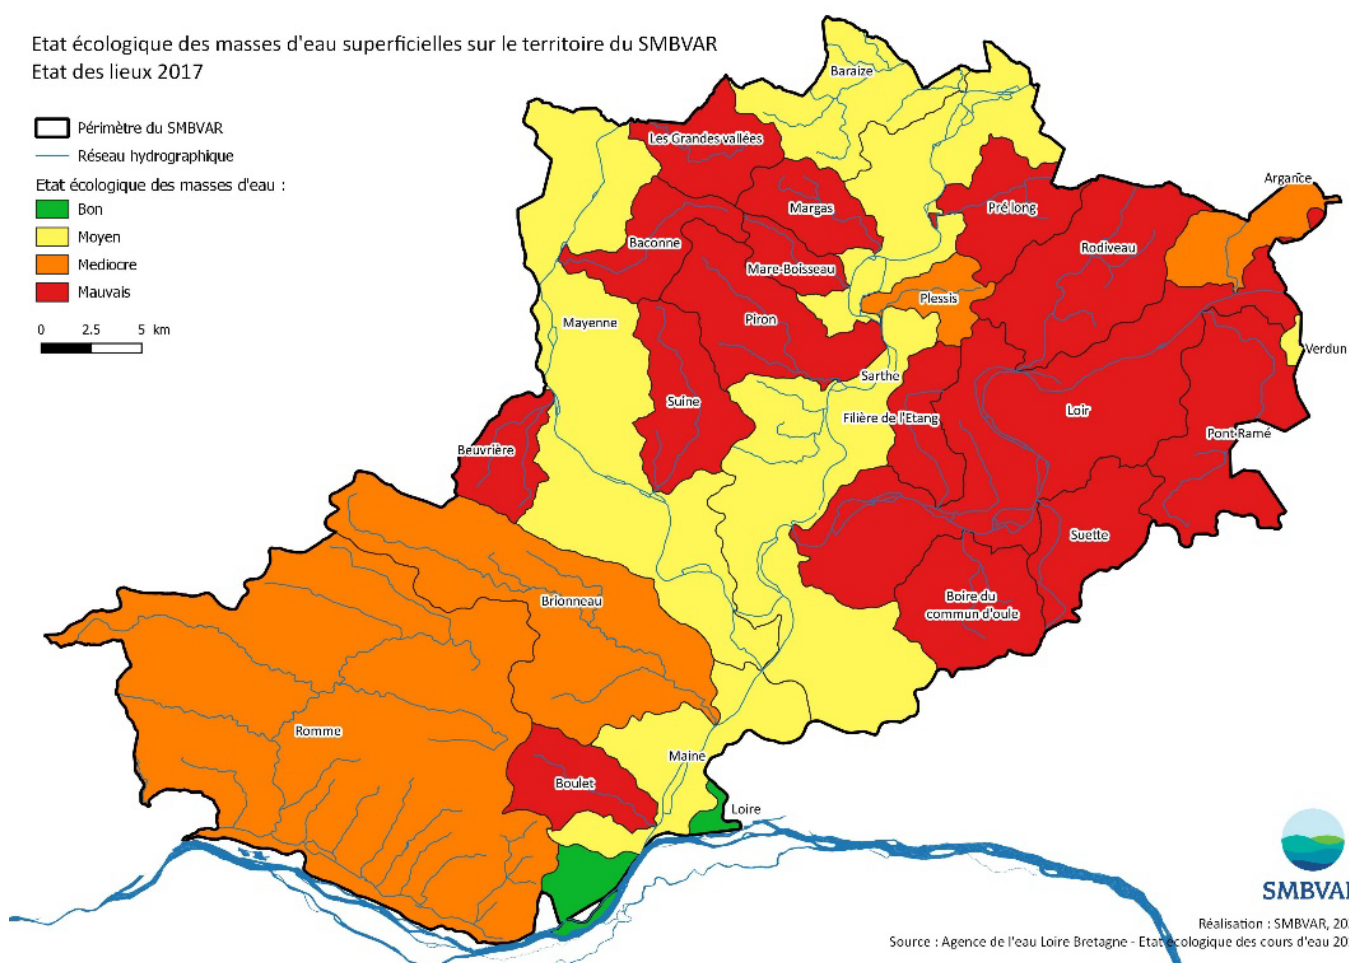 Etat écologique des masses d'eau superficielles sur le territoire du SMBVAR
Etat des lieux 2017
Périmètre du SMBVAR
Réseau hydrographique
Etat écologique des masses d'eau :
Bon
Moyen
Mediocre
Mauvais
0 2.5 5 km
Baraize
Les Grandes vallées
Argance
Margas
Pré long
Baconne
Rodiveau
Mare-Boisseau
Plessis
Mayenne
Piron
Verdun
Sarthe
Suine
Filière de l'Etang
Loir
Pont-Ramé
Beuvrière
Suette
Brionneau
Boire du
commun d'oule
Romme
Maine
Boulet
Loire
SMBVAR
Réalisation : SMBVAR, 20
Source : Agence de l'eau Loire Bretagne - Etat écologique des cours d'eau 20